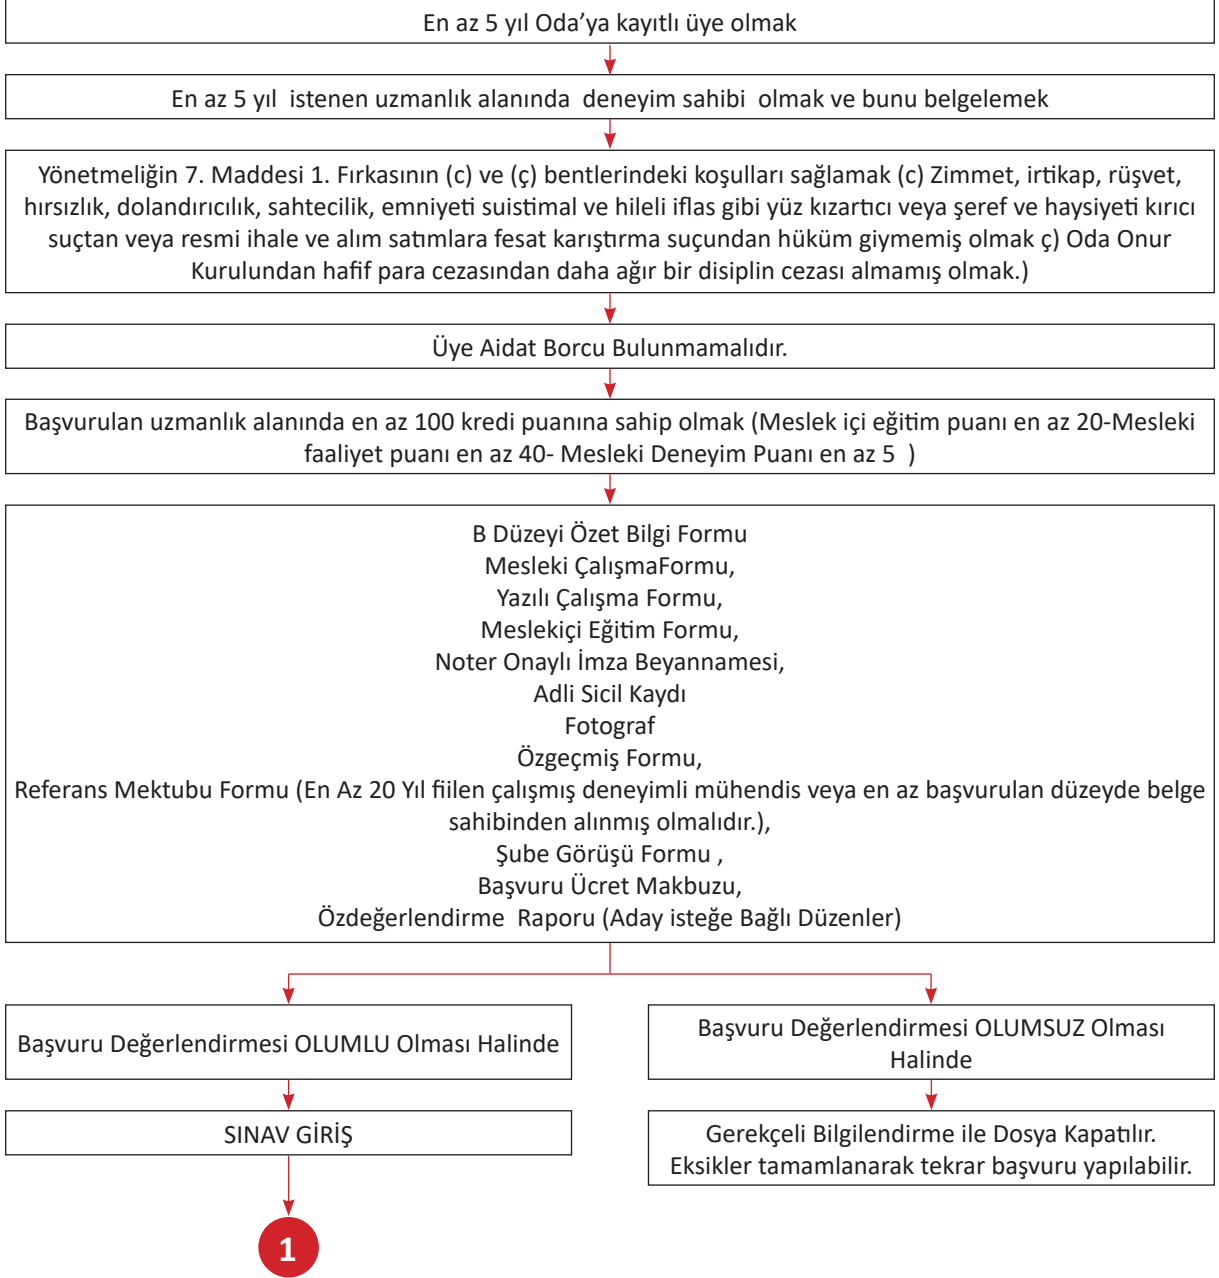 En az 5 yıl Oda’ya kayıtlı üye olmak
En az 5 yıl  istenen uzmanlık alanında  deneyim sahibi  olmak ve bunu belgelemek
Yönetmeliğin 7. Maddesi 1. Fırkasının (c) ve (ç) bentlerindeki koşulları sağlamak (c) Zimmet, irtikap, rüşvet,
hırsızlık, dolandırıcılık, sahtecilik, emniyeti suistimal ve hileli iflas gibi yüz kızartıcı veya şeref ve haysiyeti kırıcı
suçtan veya resmi ihale ve alım satımlara fesat karıştırma suçundan hüküm giymemiş olmak ç) Oda Onur
Kurulundan hafif para cezasından daha ağır bir disiplin cezası almamış olmak.)
Üye Aidat Borcu Bulunmamalıdır.
Başvurulan uzmanlık alanında en az 100 kredi puanına sahip olmak (Meslek içi eğitim puanı en az 20-Mesleki
faaliyet puanı en az 40- Mesleki Deneyim Puanı en az 5  )
B Düzeyi Özet Bilgi Formu
Mesleki ÇalışmaFormu,
Yazılı Çalışma Formu,
Meslekiçi Eğitim Formu,
Noter Onaylı İmza Beyannamesi,
Adli Sicil Kaydı
Fotograf
Özgeçmiş Formu,
Referans Mektubu Formu (En Az 20 Yıl fiilen çalışmış deneyimli mühendis veya en az başvurulan düzeyde belge
sahibinden alınmış olmalıdır.),
Şube Görüşü Formu ,
Başvuru Ücret Makbuzu,
Özdeğerlendirme  Raporu (Aday isteğe Bağlı Düzenler)
Başvuru Değerlendirmesi OLUMLU Olması Halinde
Başvuru Değerlendirmesi OLUMSUZ Olması
Halinde
SINAV GİRİŞ
Gerekçeli Bilgilendirme ile Dosya Kapatılır.
Eksikler tamamlanarak tekrar başvuru yapılabilir.
1